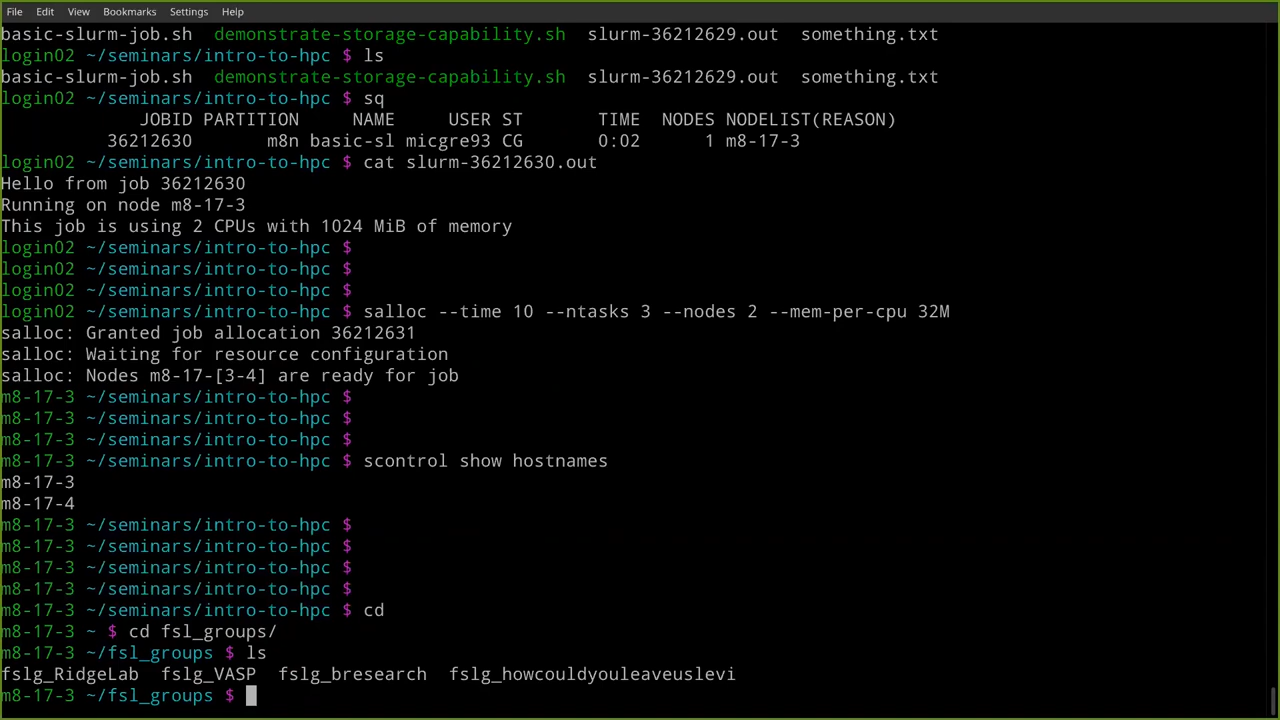 File Edit View Bookmarks Settings Help
basic-slurm-job.sh demonstrate-storage-capability.sh slurm-36212629.out something.txt
login02 ~/seminars/intro-to-hpc $ ls
basic-slurm-job.sh demonstrate-storage-capability.sh slurm-36212629.out something.txt
login02 ~/seminars/intro-to-hpc $ sq
JOBID PARTITION NAME USER ST TIME NODES NODELIST(REASON)
36212630 m8n basic-sl micgre93 CG 0:02 1 m8-17-3
login02 ~/seminars/intro-to-hpc $ cat slurm-36212630.out
Hello from job 36212630
Running on node m8-17-3
This job is using 2 CPUs with 1024 MiB of memory
login02 ~/seminars/intro-to-hpc $
login02 ~/seminars/intro-to-hpc $
login02 ~/seminars/intro-to-hpc $
login02 ~/seminars/intro-to-hpc $ salloc --time 10 --ntasks 3 --nodes 2 --mem-per-cpu 32M
salloc: Granted job allocation 36212631
salloc: Waiting for resource configuration
salloc: Nodes m8-17-[3-4] are ready for job
m8-17-3 ~/seminars/intro-to-hpc $
m8-17-3 ~/seminars/intro-to-hpc $
m8-17-3 ~/seminars/intro-to-hpc $
m8-17-3 ~/seminars/intro-to-hpc $ scontrol show hostnames
m8-17-3
m8-17-4
m8-17-3 ~/seminars/intro-to-hpc $
m8-17-3 ~/seminars/intro-to-hpc $
m8-17-3 ~/seminars/intro-to-hpc $
m8-17-3 ~/seminars/intro-to-hpc $
m8-17-3 ~/seminars/intro-to-hpc $ cd
m8-17-3 ~ $ cd fsl_groups/
m8-17-3 ~/fsl_groups $ ls
fslg_RidgeLab fslg_VASP fslg_bresearch fslg_howcouldyouleaveuslevi
m8-17-3 ~/fsl_groups $